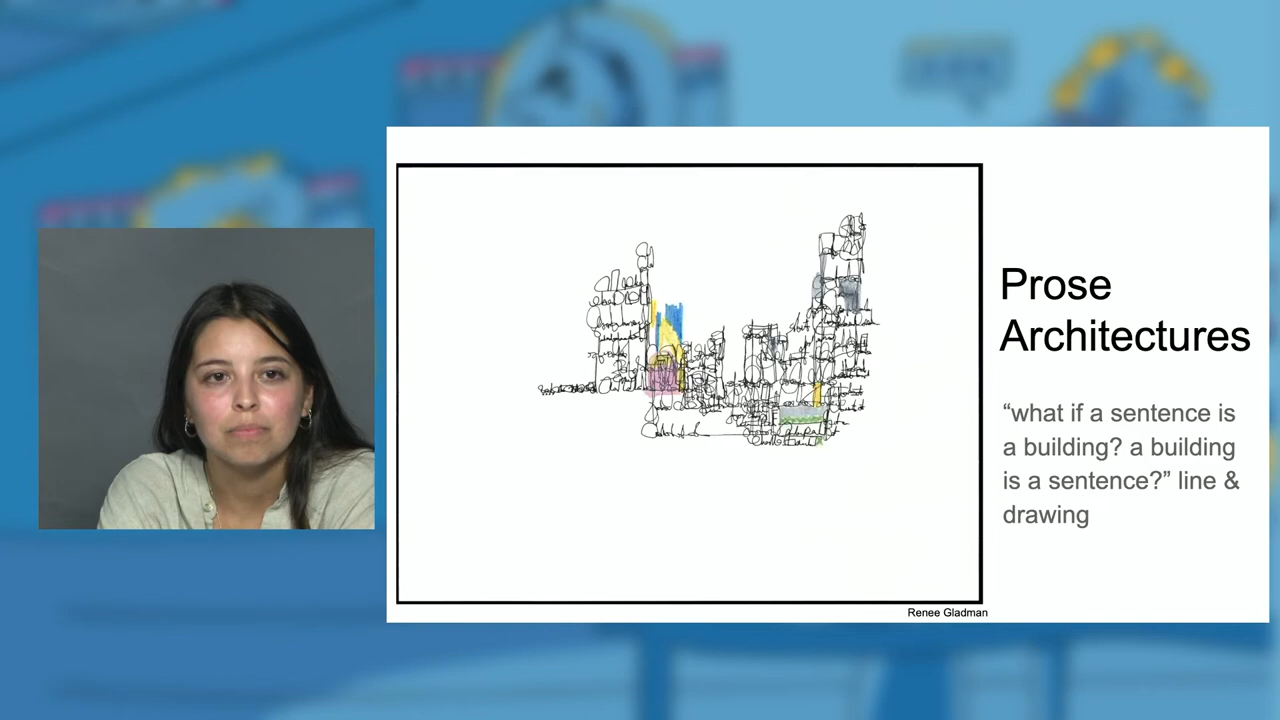 Prose
Architectures
“what if a sentence is
a building? a building
is a sentence?” line &
drawing
Renee Gladman